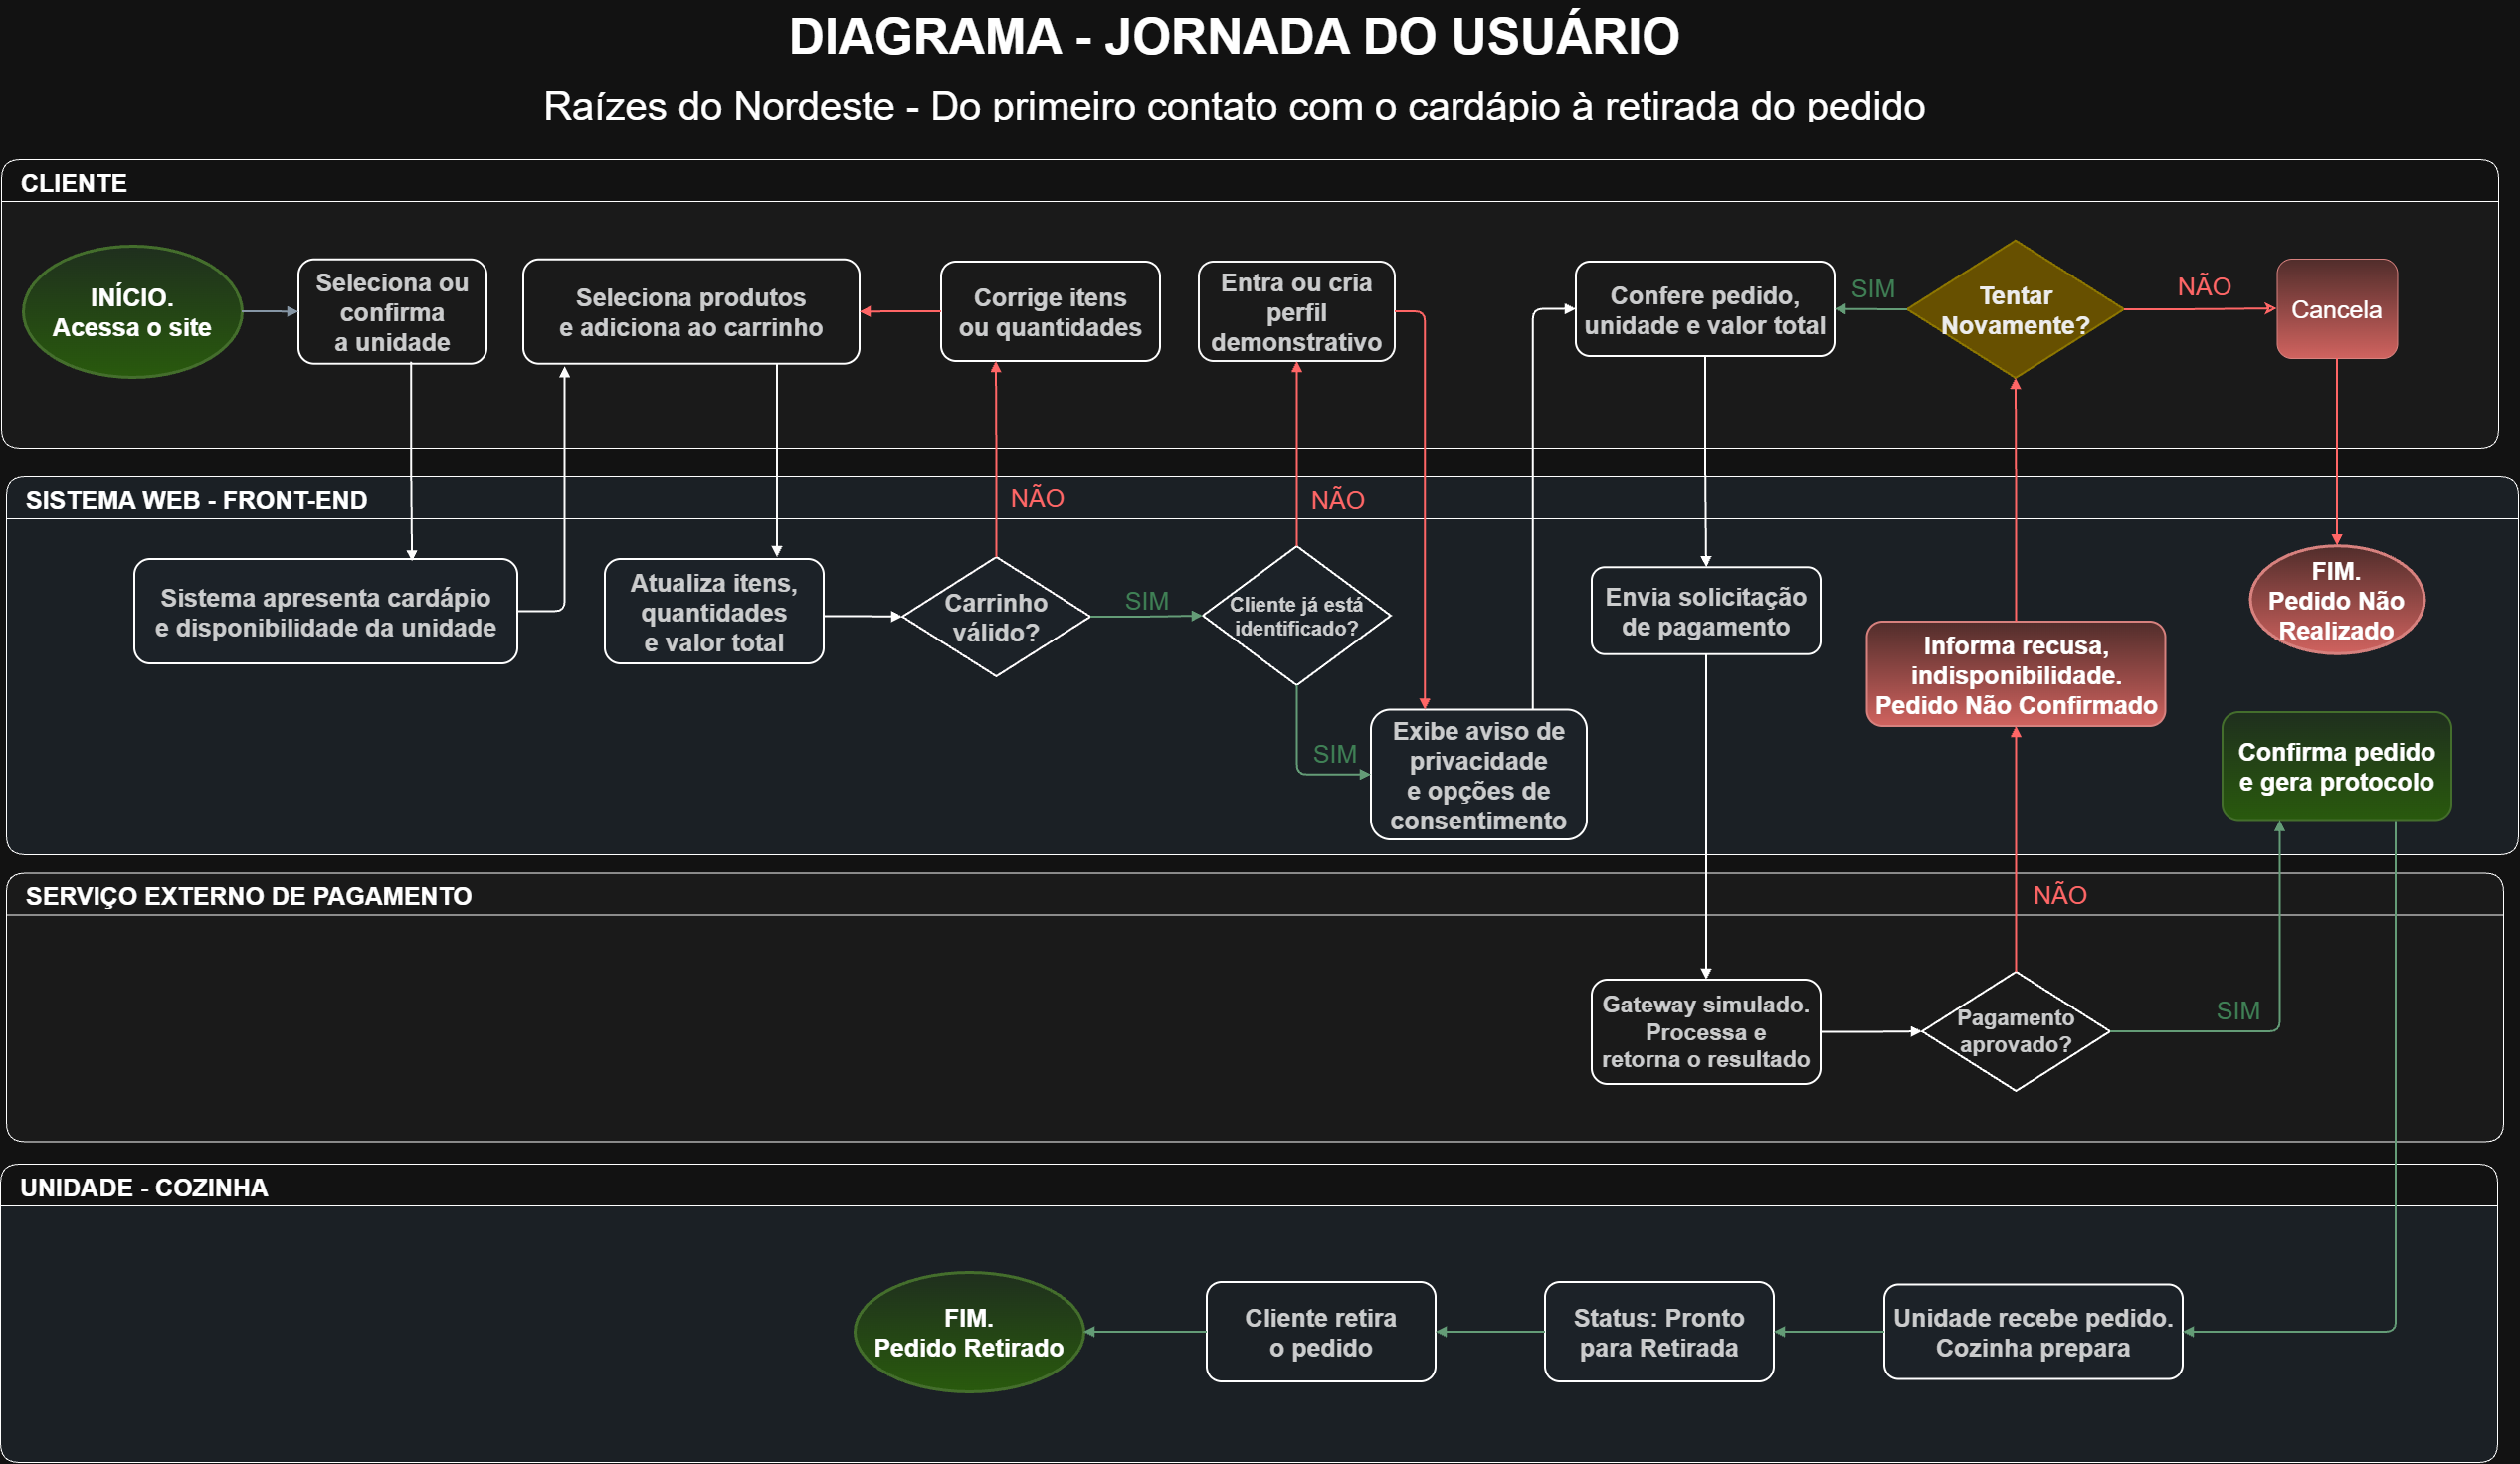 DIAGRAMA - JORNADA DO USUÁRIO
Raízes do Nordeste - Do primeiro contato com o cardápio à retirada do pedido
CLIENTE
INÍCIO.
Acessa o site
Seleciona ou
confirma
a unidade
Seleciona produtos
e adiciona ao carrinho
Corrige itens
ou quantidades
Entra ou cria
perfil
demonstrativo
Confere pedido,
unidade e valor total
SIM
Tentar
Novamente?
NÃO
Cancela
SISTEMA WEB - FRONT-END
NÃO
NÃO
Sistema apresenta cardápio
e disponibilidade da unidade
Atualiza itens,
quantidades
e valor total
Carrinho
válido?
SIM
Cliente já está
identificado?
SIM
Exibe aviso de
privacidade
e opções de
consentimento
Envia solicitação
de pagamento
Informa recusa,
indisponibilidade.
Pedido Não Confirmado
FIM.
Pedido Não
Realizado
Confirma pedido
e gera protocolo
SERVIÇO EXTERNO DE PAGAMENTO
NÃO
Gateway simulado.
Processa e
retorna o resultado
Pagamento
aprovado?
SIM
UNIDADE - COZINHA
FIM.
Pedido Retirado
Cliente retira
o pedido
Status: Pronto
para Retirada
Unidade recebe pedido.
Cozinha prepara